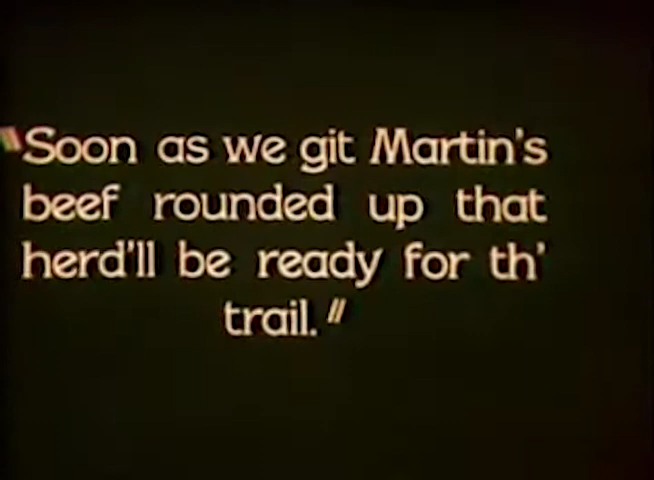 "Soon as we git Martin's
beef rounded up that
herd'll be ready for th'
trail."